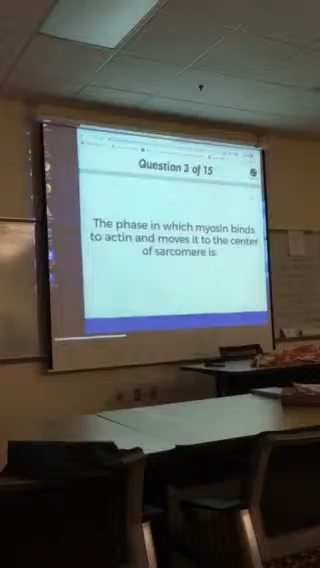 Question 3 of 15
The phase in which myosin binds
to actin and moves it to the center
of sarcomere is